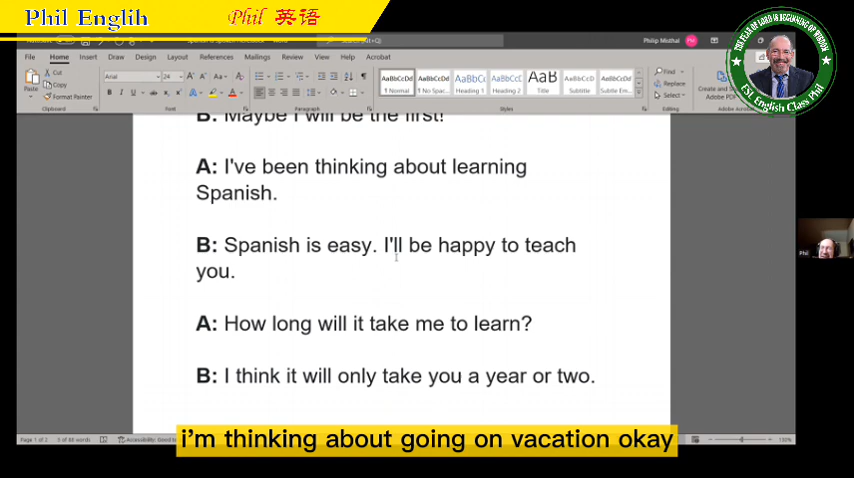 Phil Englih
Phil 英语
THE FEAR OF LORD IS BEGINNING OF WISDOM
ESL English Class Phil
Philip Mothal
File Home Insert Draw Design Layout References Mailings Review View Help Acrobat
Cut
Copy
Paste
Format Painter
Arial
24
AaBbCcDd AaBbCcDd AaBbCc AaBbCcD AaB AaBbCcD AaBbCcDd
Normal No Spac... Heading 1 Heading 2 Title Subtitle Subtle Em...
Find
Replace
Select
Clipboard Font Paragraph Styles Editing
B: Maybe I will be the first!
A: I've been thinking about learning
Spanish.
B: Spanish is easy. I'll be happy to teach
you.
A: How long will it take me to learn?
B: I think it will only take you a year or two.
Phil
i'm thinking about going on vacation okay
Page 1 of 2
150%